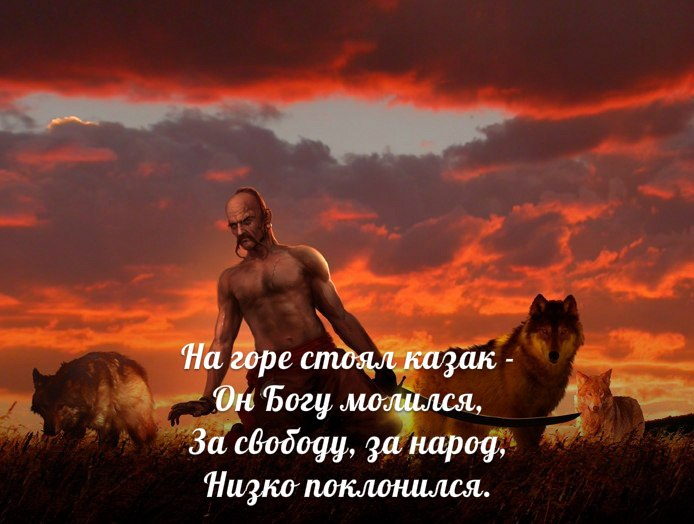 На горе стоял казак -
Он Богу молился,
За свободу, за народ,
Низко поклонился.